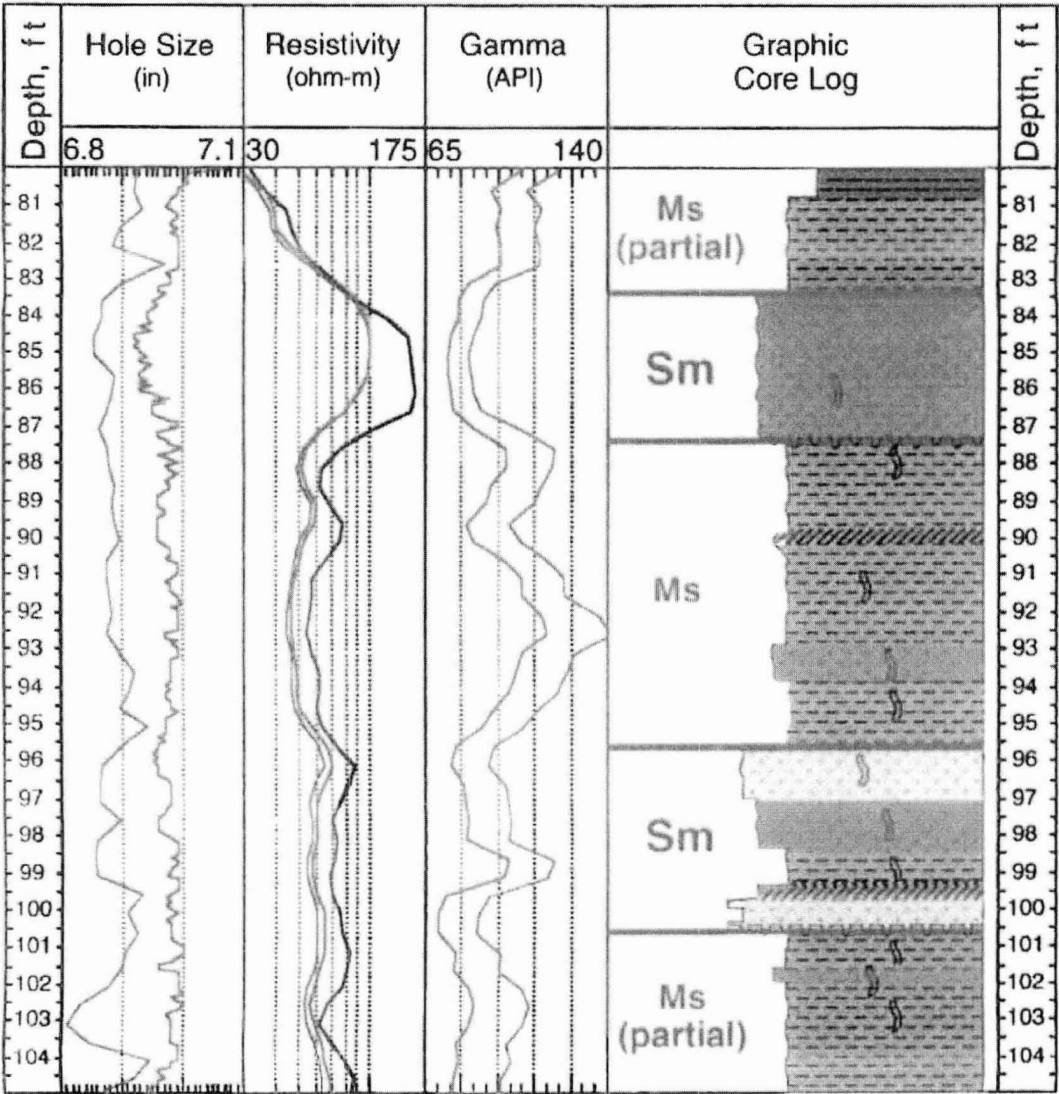 Depth, ft
Hole Size
(in)
Resistivity
(ohm-m)
Gamma
(API)
Graphic
Core Log
Depth, ft
6.8 7.1 30 175 65 140
81
82
83
84
85
86
87
88
89
90
91
92
93
94
95
96
97
98
99
100
101
102
103
104
Ms
(partial)
Sm
Ms
Sm
Ms
(partial)
81
82
83
84
85
86
87
88
89
90
91
92
93
94
95
96
97
98
99
100
101
102
103
104